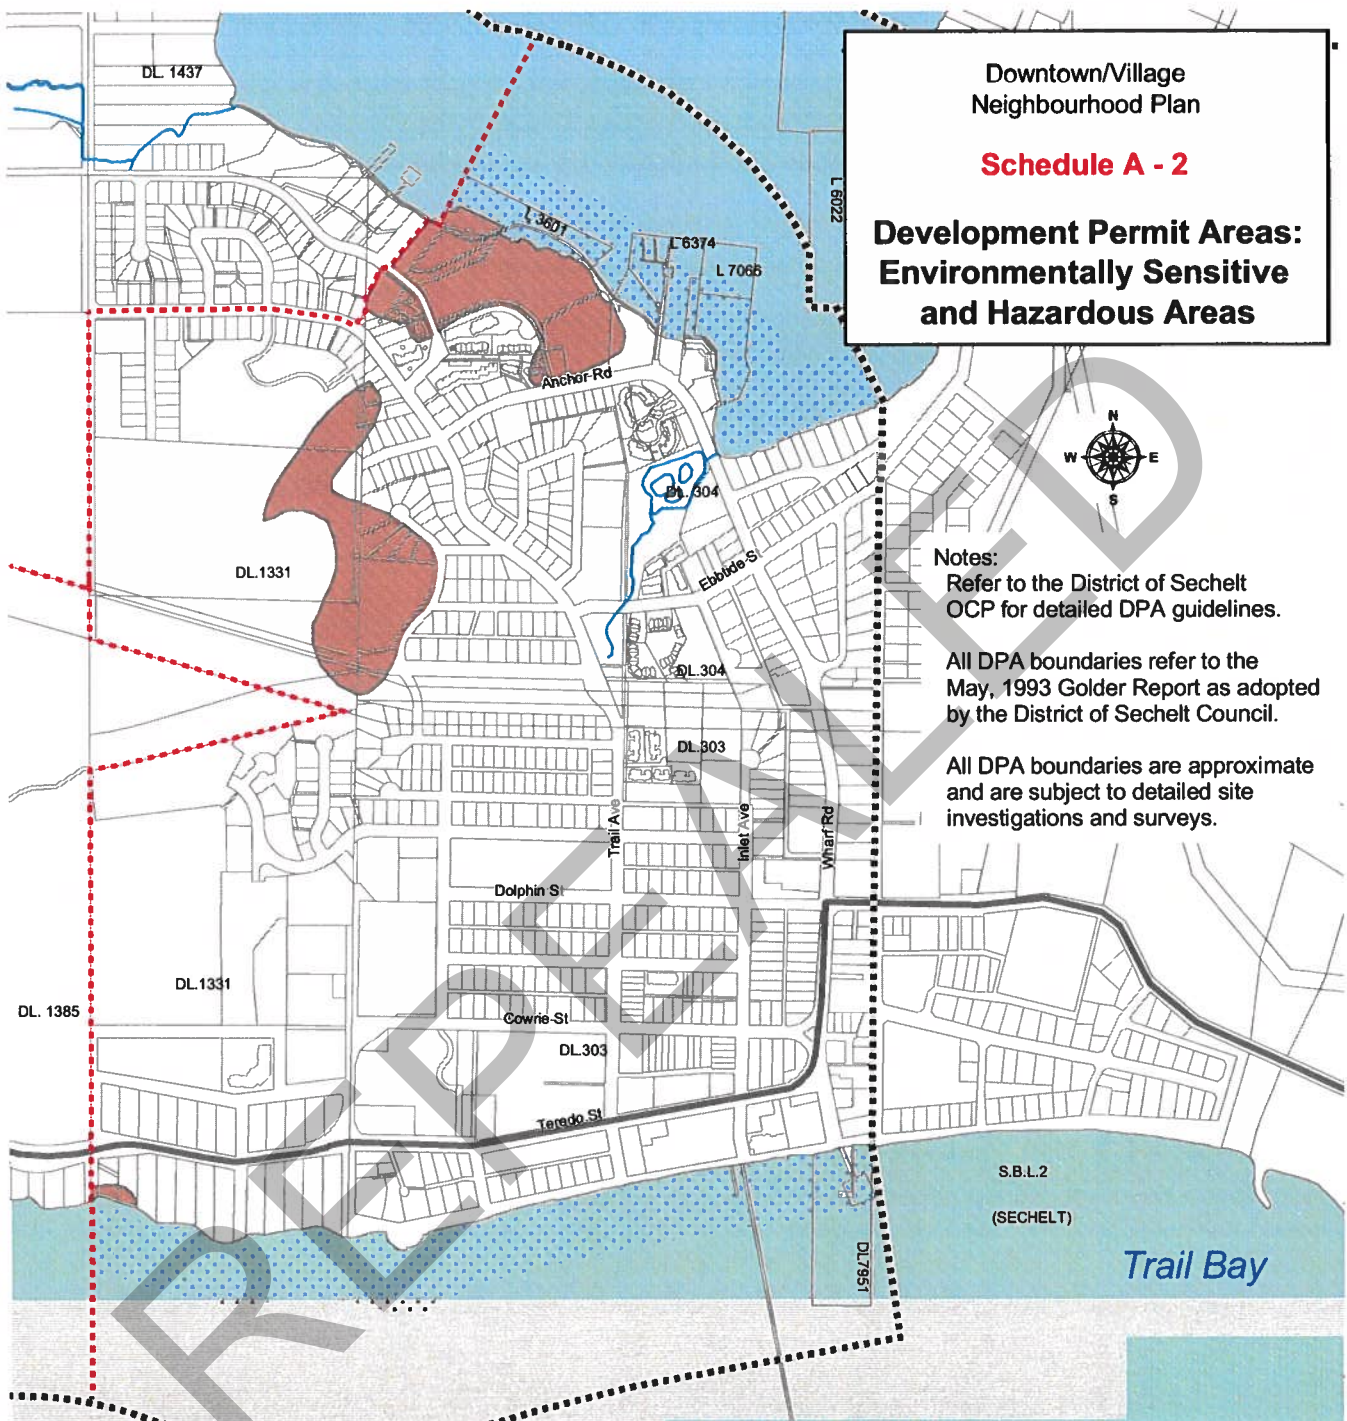 Downtown/Village
Neighbourhood Plan
Schedule A - 2
Development Permit Areas:
Environmentally Sensitive
and Hazardous Areas
DL. 1437
L 3601
L 6374
L 7066
L 6022
Anchor Rd
N
W
E
S
DL. 304
Ebbtide S
DL.1331
Notes:
Refer to the District of Sechelt
OCP for detailed DPA guidelines.
All DPA boundaries refer to the
May, 1993 Golder Report as adopted
by the District of Sechelt Council.
All DPA boundaries are approximate
and are subject to detailed site
investigations and surveys.
DL.304
DL.303
Trail Ave
Inlet Ave
Wharf Rd
Dolphin St
DL.1331
DL. 1385
Cowrie St
DL.303
Teredo St
S.B.L.2
(SECHELT)
Trail Bay
DL7951
REPEALED